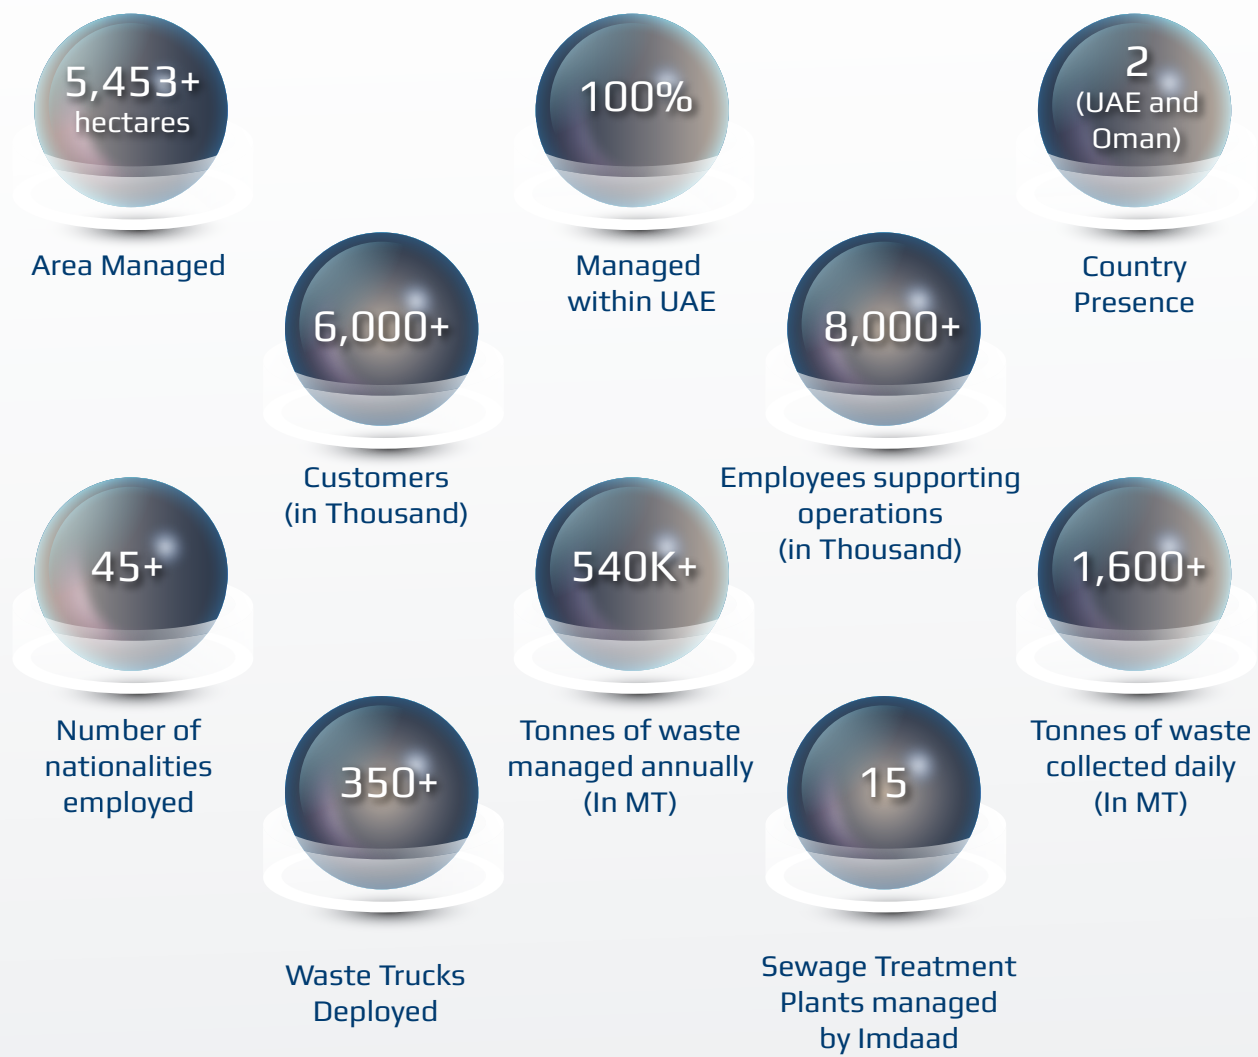 5,453+
hectares
Area Managed
100%
Managed
within UAE
2
(UAE and
Oman)
Country
Presence
6,000+
Customers
(in Thousand)
8,000+
Employees supporting
operations
(in Thousand)
45+
Number of
nationalities
employed
540K+
Tonnes of waste
managed annually
(In MT)
1,600+
Tonnes of waste
collected daily
(In MT)
350+
Waste Trucks
Deployed
15
Sewage Treatment
Plants managed
by Imdaad